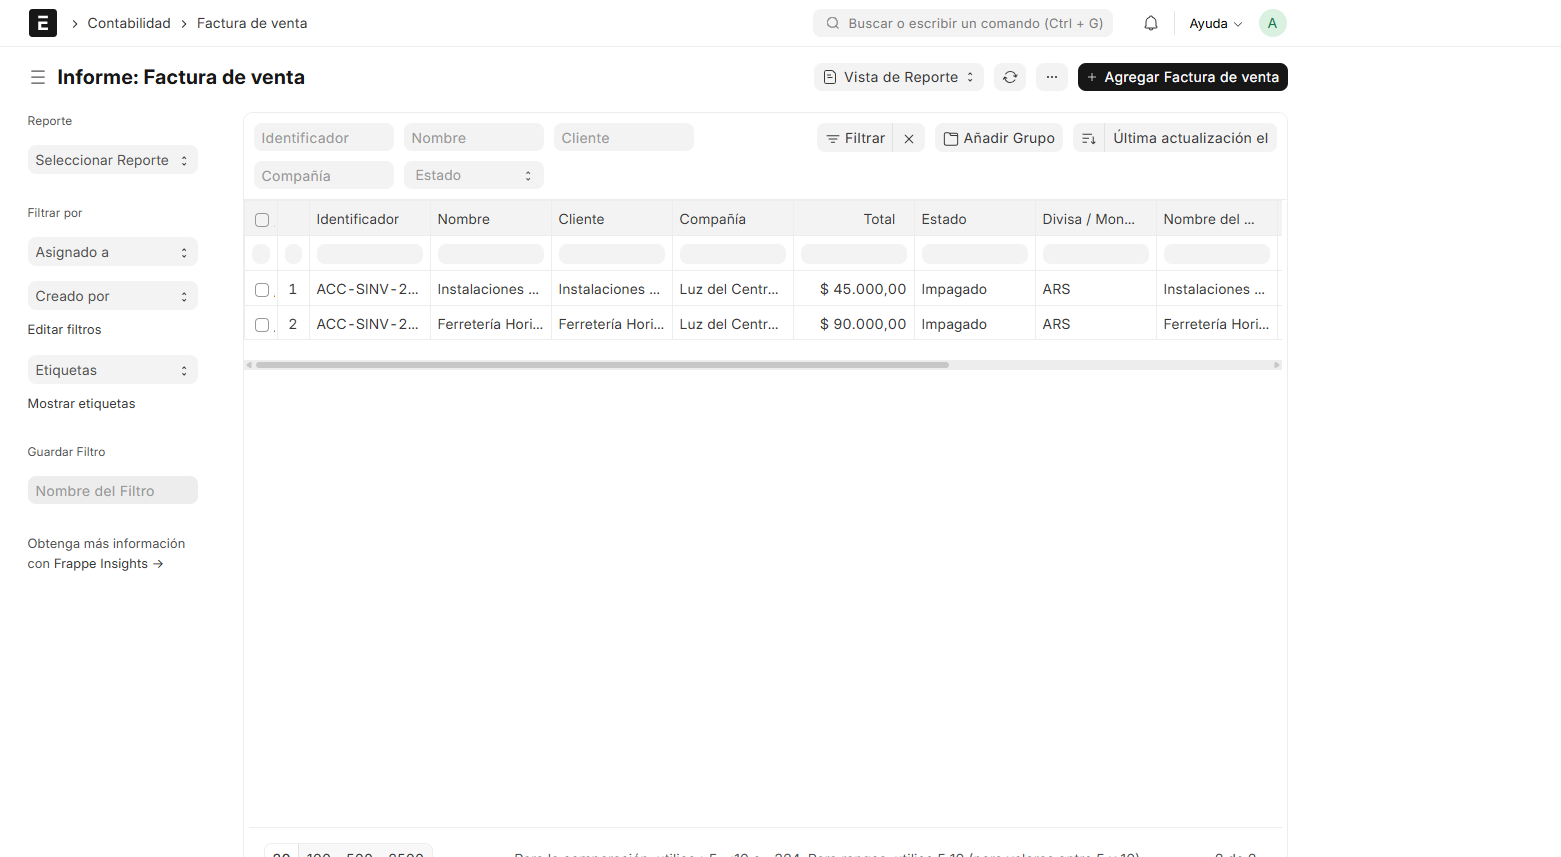 E
Contabilidad
Factura de venta
Buscar o escribir un comando (Ctrl + G)
Ayuda
A
Informe: Factura de venta
Vista de Reporte
Agregar Factura de venta
Reporte
Seleccionar Reporte
Filtrar por
Asignado a
Creado por
Editar filtros
Etiquetas
Mostrar etiquetas
Guardar Filtro
Nombre del Filtro
Obtenga más información
con Frappe Insights →
Identificador Nombre Cliente
Filtrar
Añadir Grupo
Última actualización el
Compañía Estado
Identificador Nombre Cliente Compañía Total Estado Divisa / Mon... Nombre del ...
1 ACC-SINV-2... Instalaciones ... Instalaciones ... Luz del Centr... $ 45.000,00 Impagado ARS Instalaciones ...
2 ACC-SINV-2... Ferretería Hori... Ferretería Hori... Luz del Centr... $ 90.000,00 Impagado ARS Ferretería Hori...
20 100 500 2500